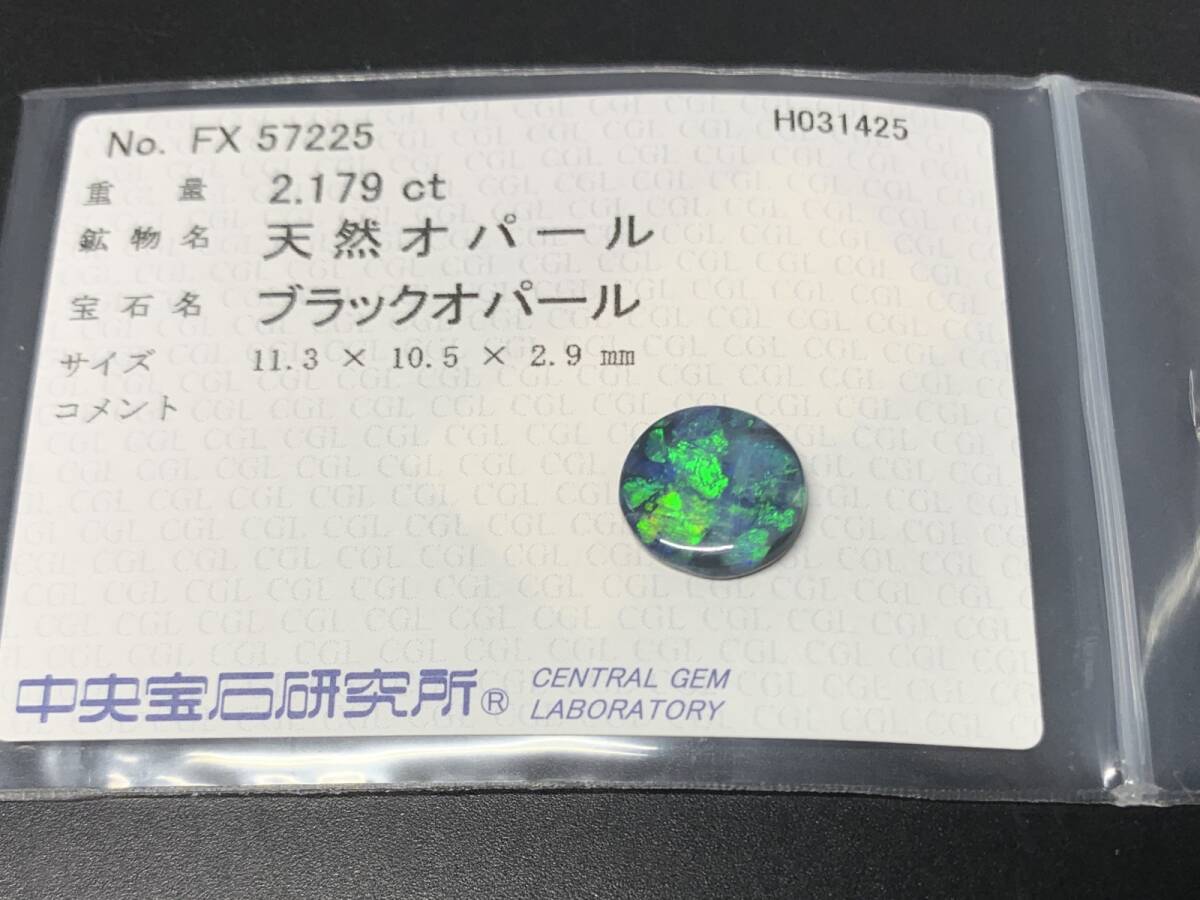 No. FX 57225 H031425
重量 2.179 ct
鉱物名 天然オパール
宝石名 ブラックオパール
サイズ 11.3 × 10.5 × 2.9 ㎜
コメント
中央宝石研究所® CENTRAL GEM
LABORATORY